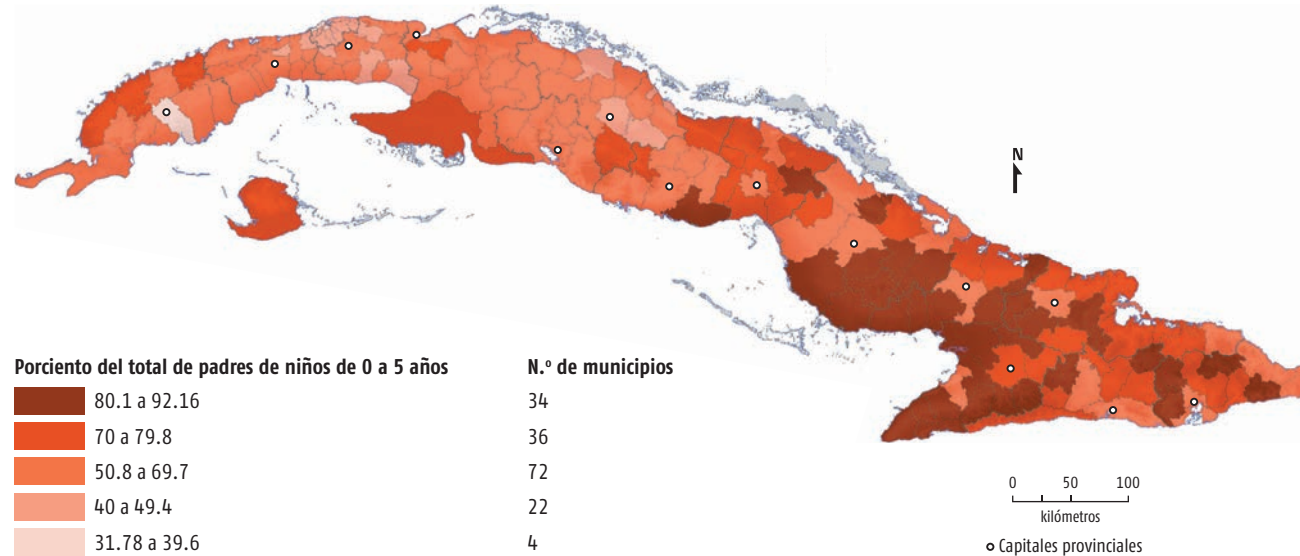 N
Porciento del total de padres de niños de 0 a 5 años N.º de municipios
80.1 a 92.16 34
70 a 79.8 36
50.8 a 69.7 72
40 a 49.4 22
31.78 a 39.6 4
0 50 100
kilómetros
Capitales provinciales